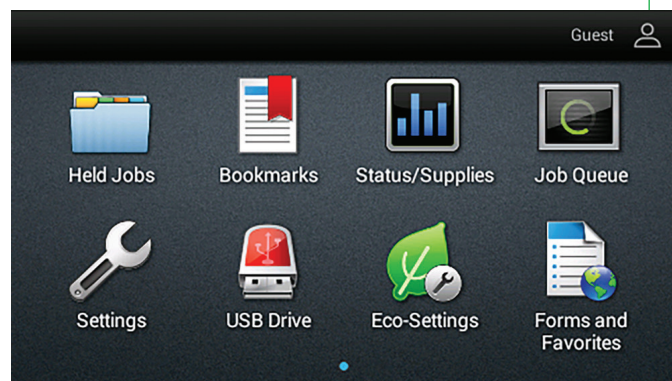 Guest
Held Jobs
Bookmarks
Status/Supplies
Job Queue
Settings
USB Drive
Eco-Settings
Forms and
Favorites